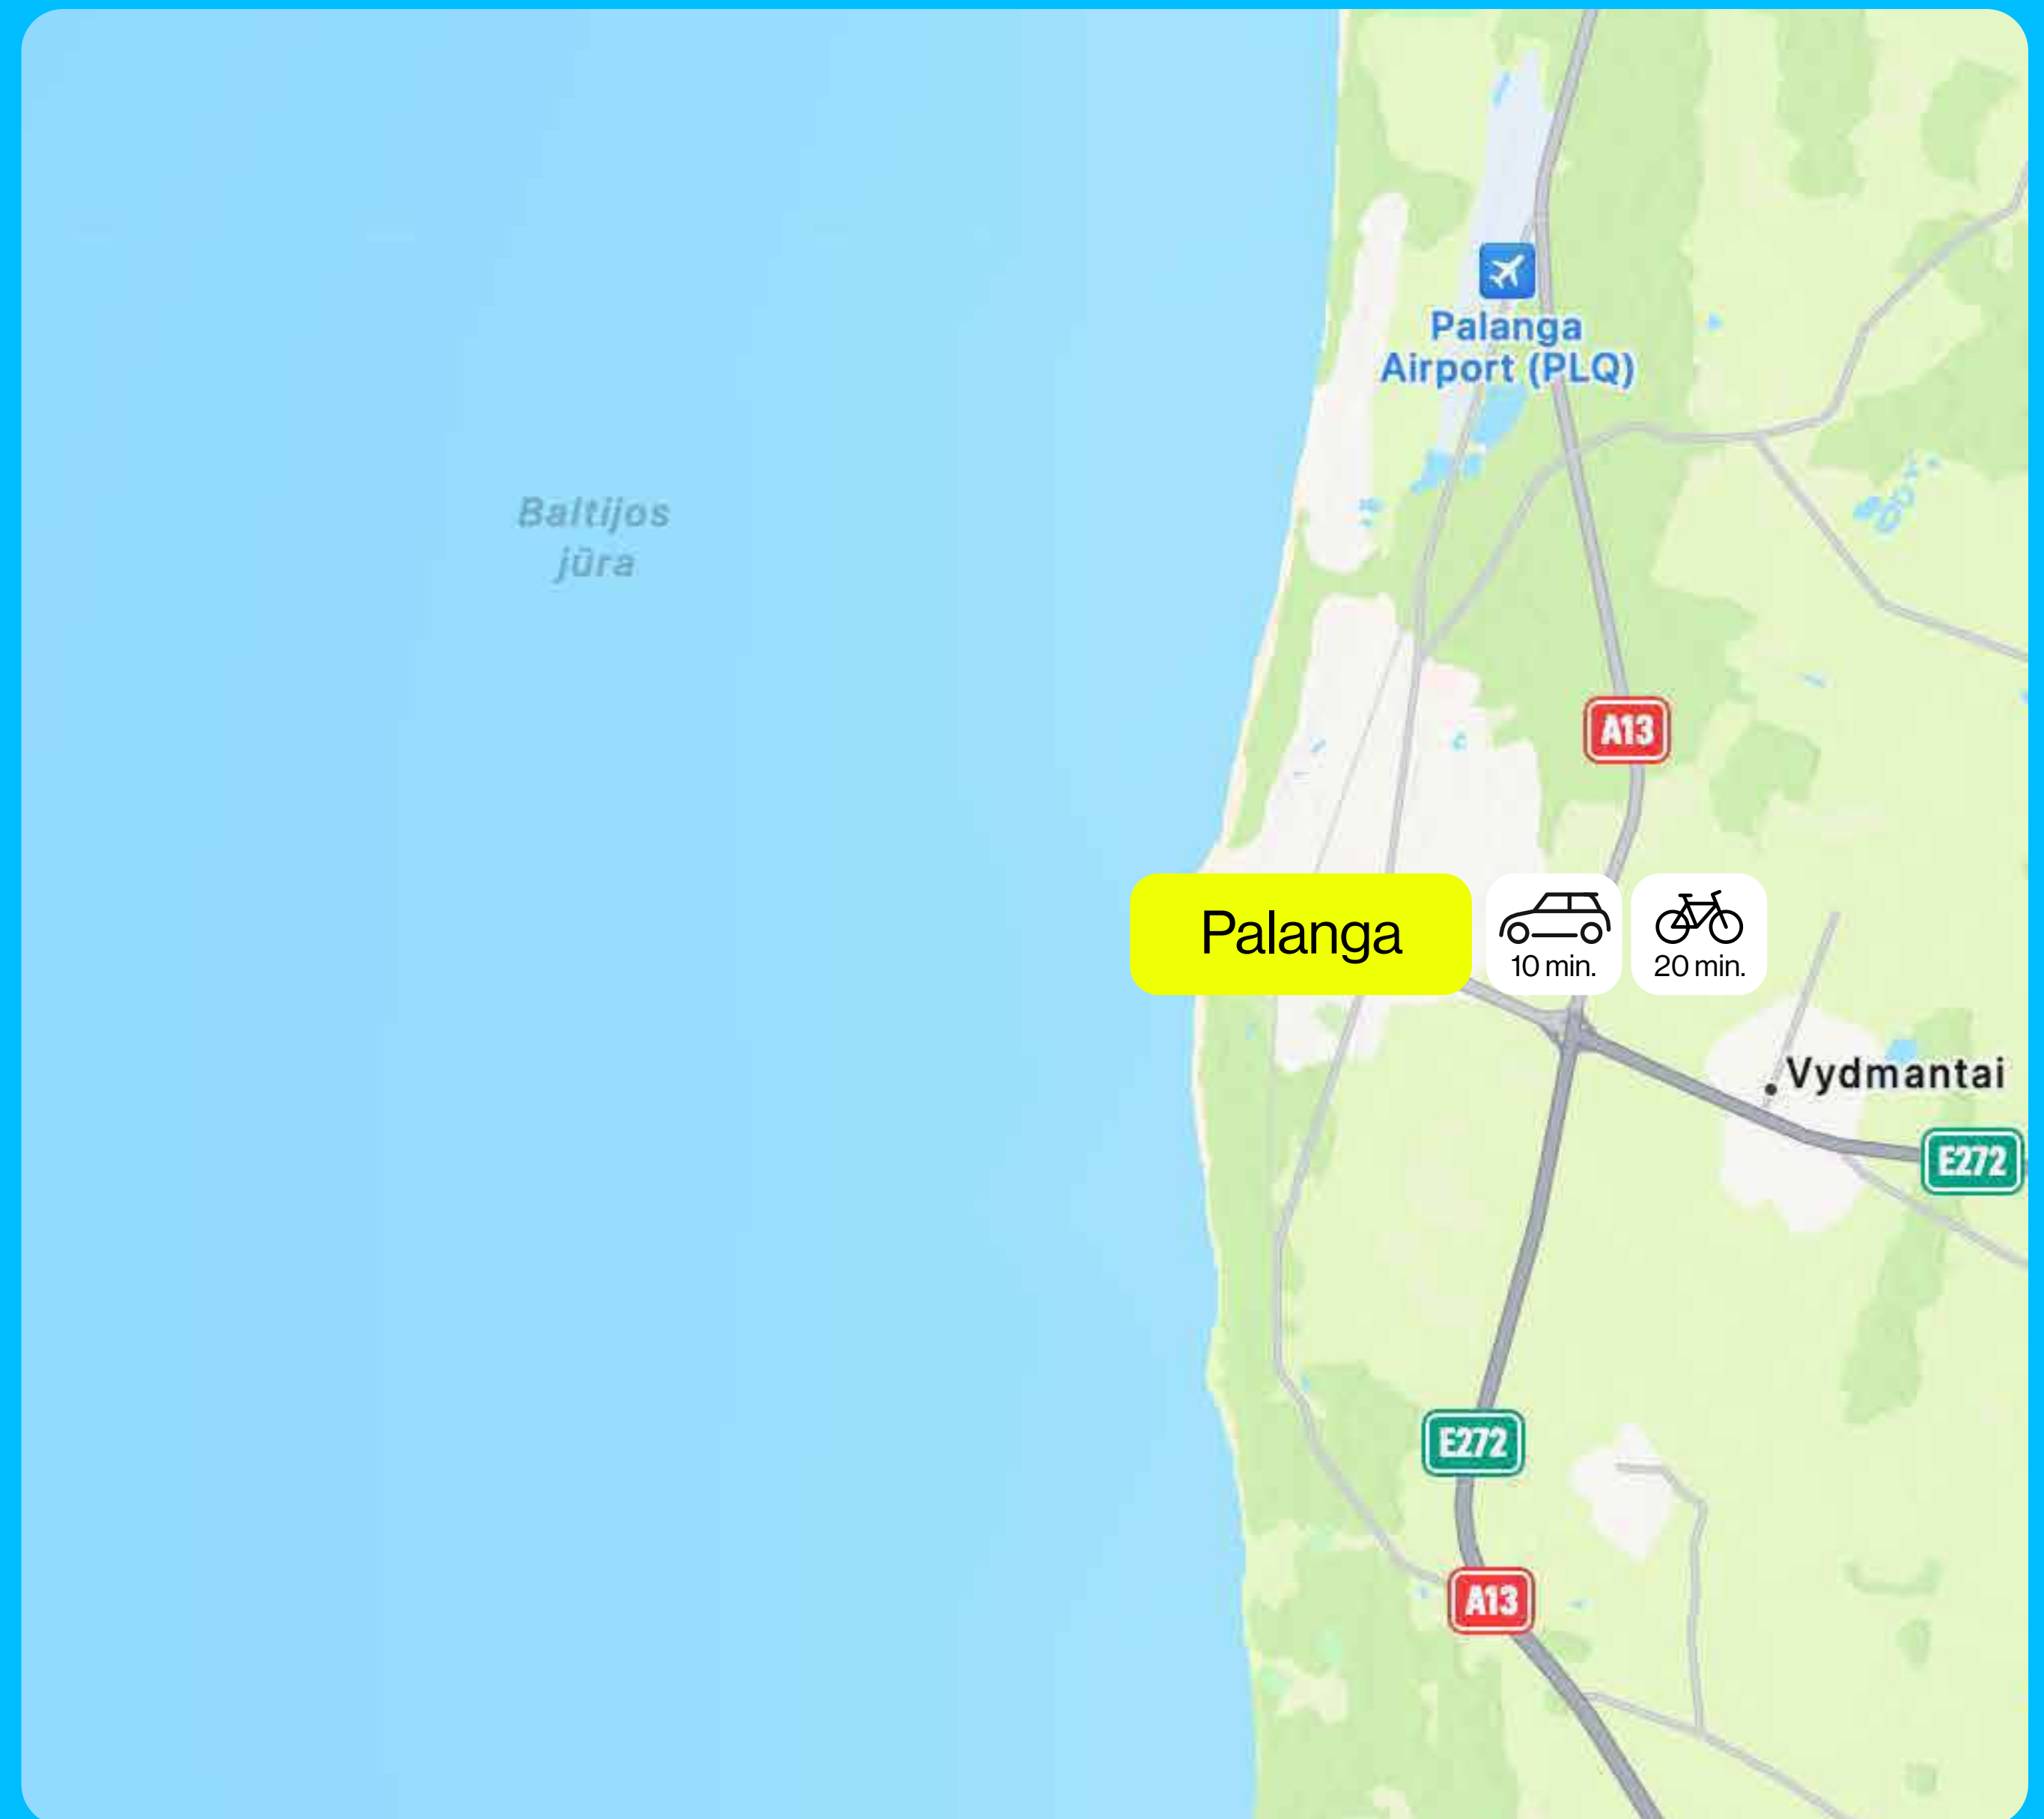 Palanga
Airport (PLQ)
Baltijos
jūra
A13
Palanga
10 min.
20 min.
Vydmantai
E272
E272
A13